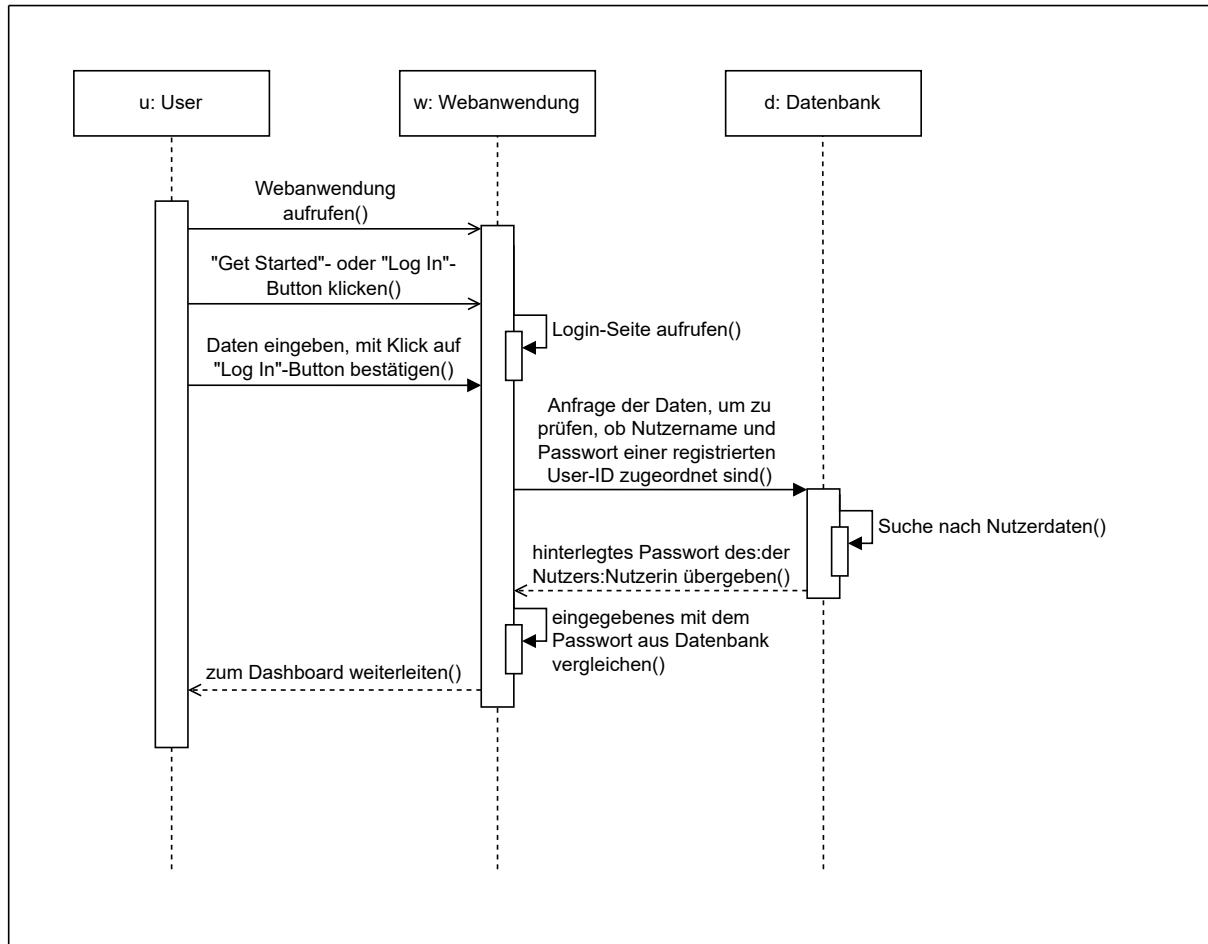 u: User
w: Webanwendung
d: Datenbank
Webanwendung
aufrufen()
"Get Started"- oder "Log In"-
Button klicken()
Login-Seite aufrufen()
Daten eingeben, mit Klick auf
"Log In"-Button bestätigen()
Anfrage der Daten, um zu
prüfen, ob Nutzername und
Passwort einer registrierten
User-ID zugeordnet sind()
Suche nach Nutzerdaten()
hinterlegtes Passwort des:der
Nutzers:Nutzerin übergeben()
eingegebenes mit dem
Passwort aus Datenbank
vergleichen()
zum Dashboard weiterleiten()